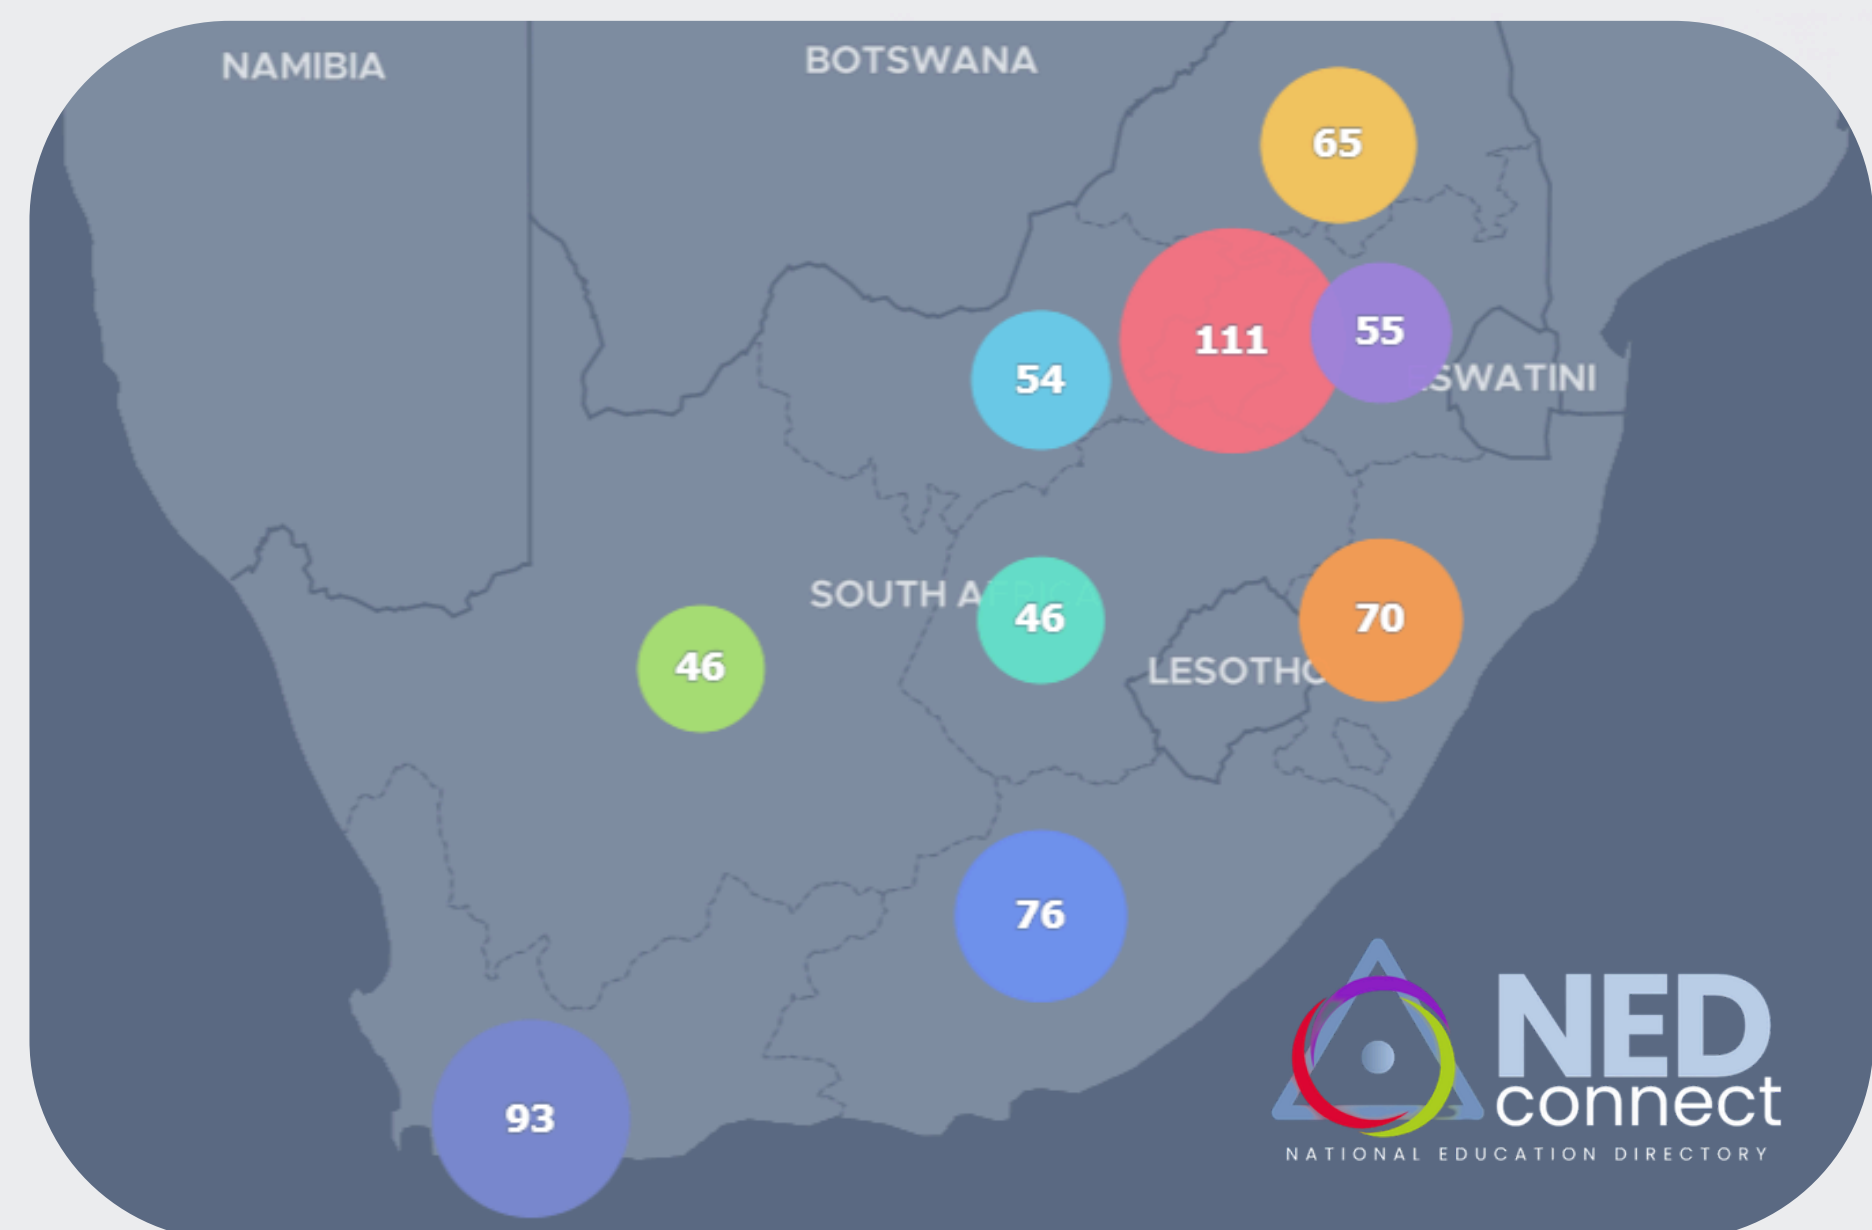 NAMIBIA
BOTSWANA
65
111
55
54
SWATINI
SOUTH A
46
70
LESOTHO
46
76
NED
connect
NATIONAL EDUCATION DIRECTORY
93